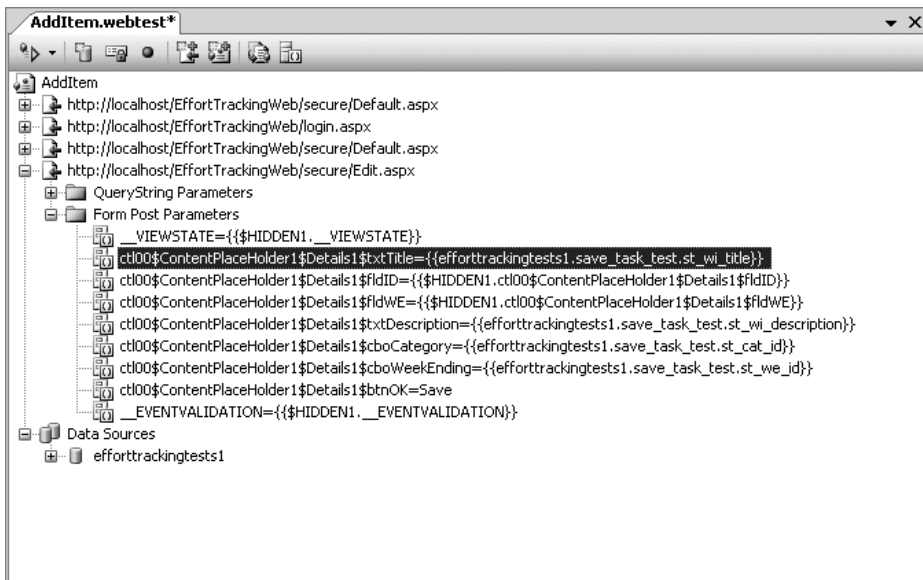 AddItem.webtest*
AddItem
http://localhost/EffortTrackingWeb/secure/Default.aspx
http://localhost/EffortTrackingWeb/login.aspx
http://localhost/EffortTrackingWeb/secure/Default.aspx
http://localhost/EffortTrackingWeb/secure/Edit.aspx
QueryString Parameters
Form Post Parameters
__VIEWSTATE={{$HIDDEN1.__VIEWSTATE}}
ctl00$ContentPlaceHolder1$Details1$txtTitle={{efforttrackingtests1.save_task_test.st_wi_title}}
ctl00$ContentPlaceHolder1$Details1$fldID={{$HIDDEN1.ctl00$ContentPlaceHolder1$Details1$fldID}}
ctl00$ContentPlaceHolder1$Details1$fldWE={{$HIDDEN1.ctl00$ContentPlaceHolder1$Details1$fldWE}}
ctl00$ContentPlaceHolder1$Details1$txtDescription={{efforttrackingtests1.save_task_test.st_wi_description}}
ctl00$ContentPlaceHolder1$Details1$cboCategory={{efforttrackingtests1.save_task_test.st_cat_id}}
ctl00$ContentPlaceHolder1$Details1$cboWeekEnding={{efforttrackingtests1.save_task_test.st_we_id}}
ctl00$ContentPlaceHolder1$Details1$btnOK=Save
__EVENTVALIDATION={{$HIDDEN1.__EVENTVALIDATION}}
Data Sources
efforttrackingtests1